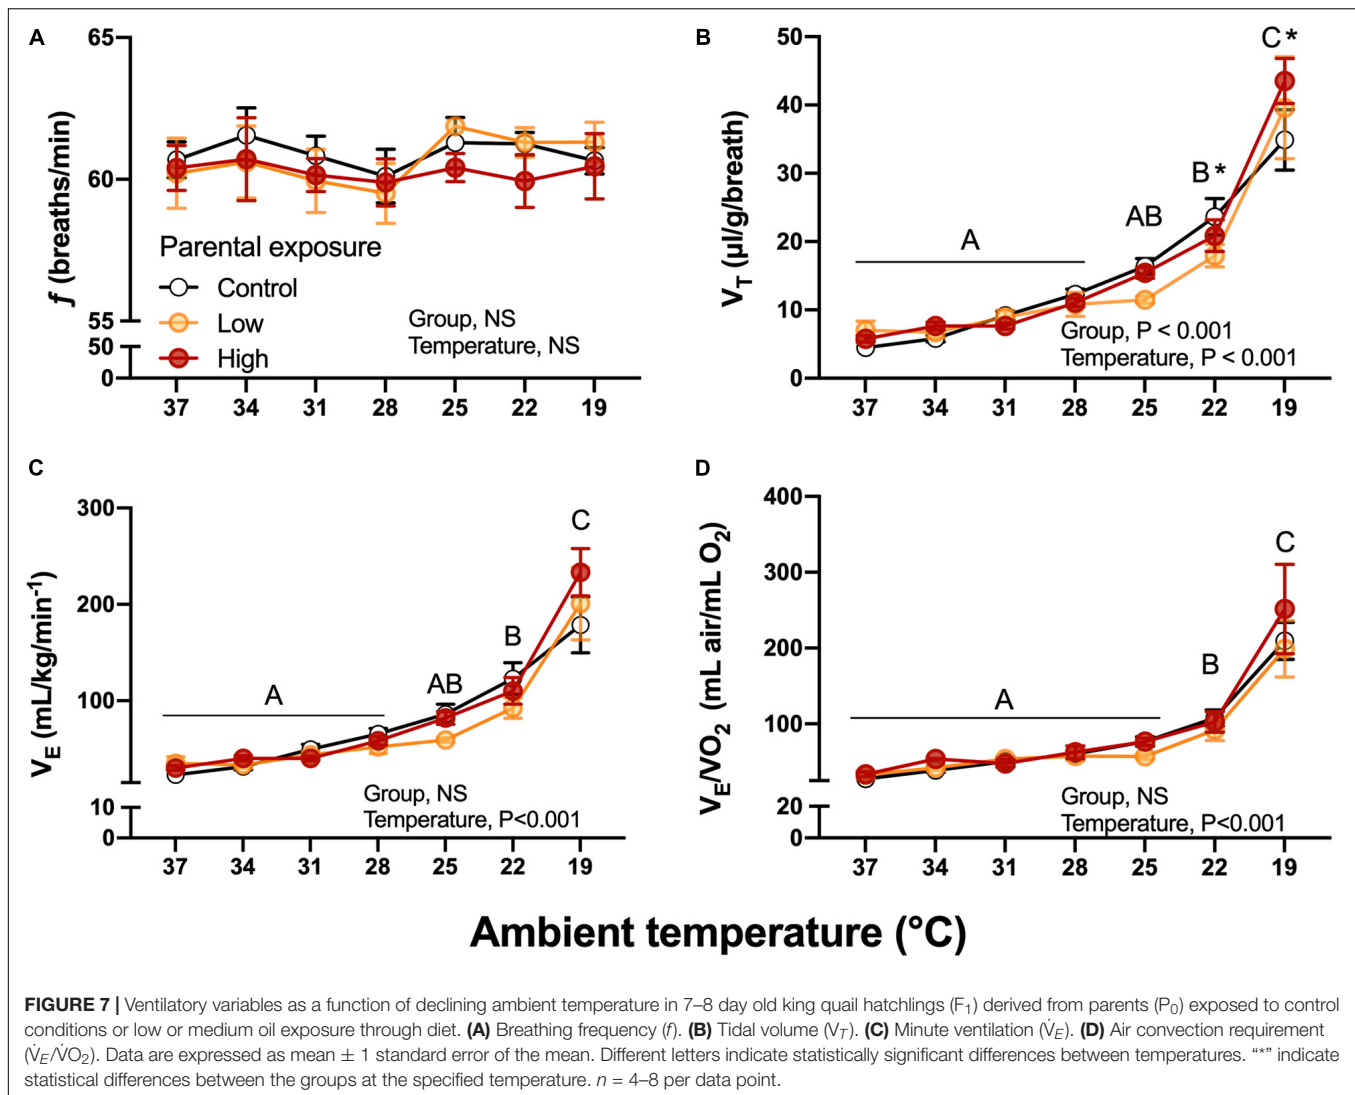 A
65
60
55
50
0
f (breaths/min)
Parental exposure
Control
Low
High
Group, NS
Temperature, NS
37 34 31 28 25 22 19
B
50
40
30
20
10
0
V_T (µl/g/breath)
A
AB
B*
C*
Group, P < 0.001
Temperature, P < 0.001
37 34 31 28 25 22 19
C
300
200
100
10
0
V_E (mL/kg/min⁻¹)
A
AB
B
C
Group, NS
Temperature, P<0.001
37 34 31 28 25 22 19
D
400
300
200
100
20
0
V_E/VO₂ (mL air/mL O₂)
A
B
C
Group, NS
Temperature, P<0.001
37 34 31 28 25 22 19
Ambient temperature (°C)
FIGURE 7 | Ventilatory variables as a function of declining ambient temperature in 7–8 day old king quail hatchlings (F₁) derived from parents (P₀) exposed to control
conditions or low or medium oil exposure through diet. (A) Breathing frequency (f). (B) Tidal volume (V_T). (C) Minute ventilation (V̇_E). (D) Air convection requirement
(V̇_E/V̇O₂). Data are expressed as mean ± 1 standard error of the mean. Different letters indicate statistically significant differences between temperatures. “*” indicate
statistical differences between the groups at the specified temperature. n = 4–8 per data point.